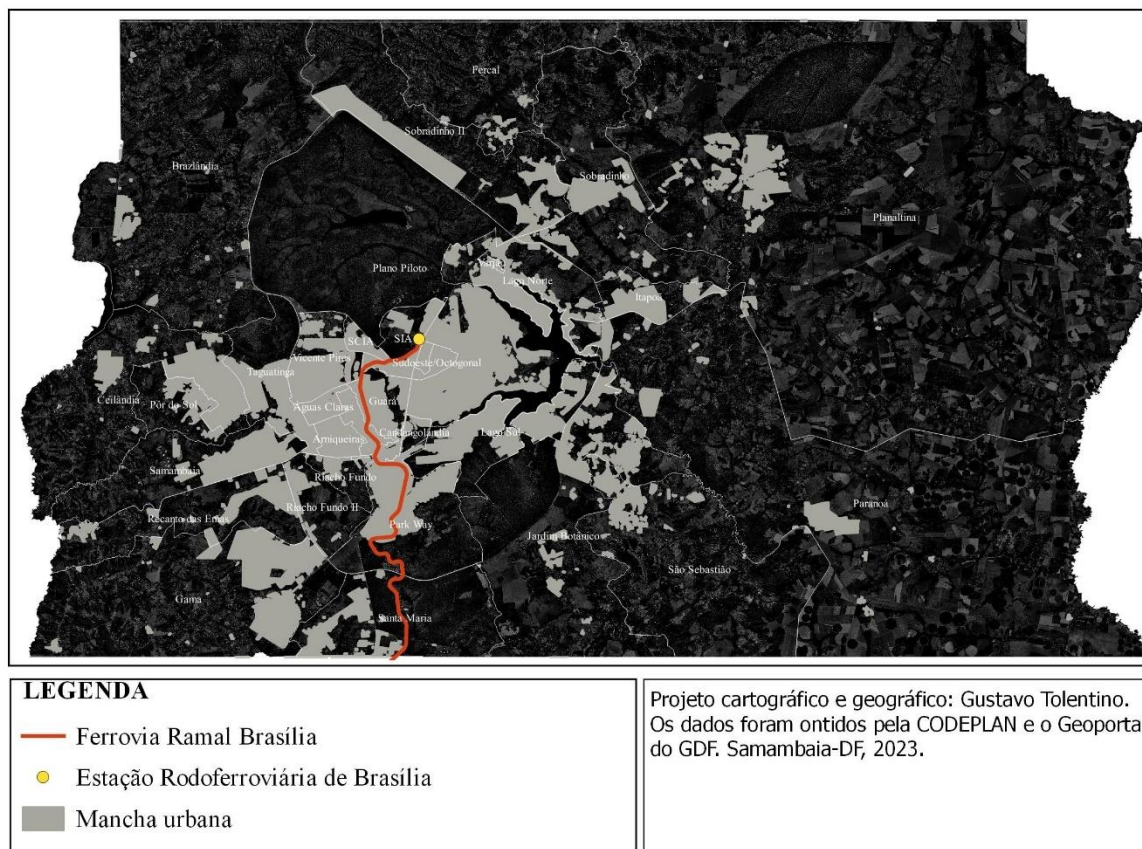 Fercal
Sobradinho II
Brazlândia
Sobradinho
Planaltina
Plano Piloto
Varjão
Lago Norte
Itapoã
SCIA
SIA
Vicente Pires
Sudoeste/Octogonal
Taguatinga
Ceilândia
Pôr do Sol
Águas Claras
Guará
Candangolândia
Lago Sul
Arniqueiras
Samambaia
Riacho Fundo
Recanto das Emas
Riacho Fundo II
Park Way
Paranoá
Jardim Botânico
São Sebastião
Gama
Santa Maria
LEGENDA
Ferrovia Ramal Brasília
Estação Rodoferroviária de Brasília
Mancha urbana
Projeto cartográfico e geográfico: Gustavo Tolentino.
Os dados foram ontidos pela CODEPLAN e o Geoporta
do GDF. Samambaia-DF, 2023.